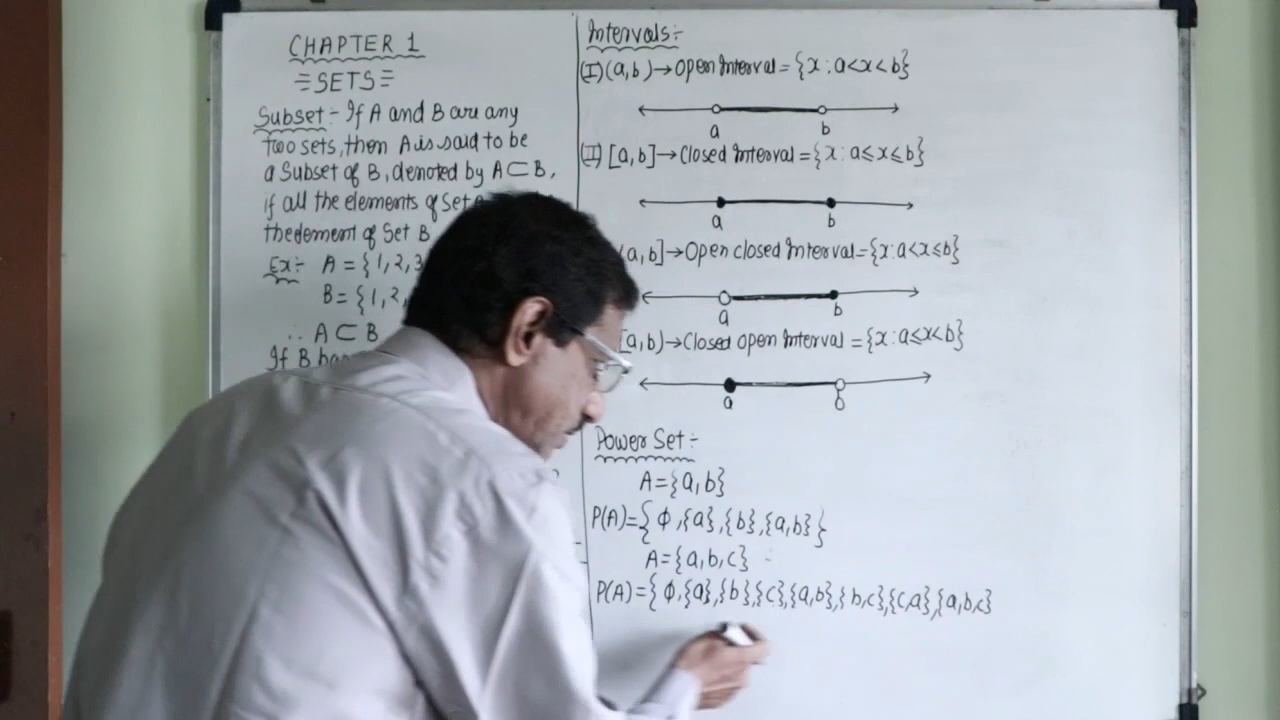 CHAPTER 1
SETS
Subset:- If A and B are any
two sets, then A is said to be
a Subset of B, denoted by A⊂B,
if all the elements of Set
the element of Set B
Ex:- A = {1,2,3
B = {1,2,
∴ A⊂B
If B
Intervals:-
(I) (a,b)→Open Interval = {x : a<x<b}
a b
(II) [a,b]→Closed Interval = {x : a≤x≤b}
a b
(a,b]→Open closed Interval = {x : a<x≤b}
a b
[a,b)→Closed open Interval = {x : a≤x<b}
a b
Power Set:-
A={a,b}
P(A)={ϕ,{a},{b},{a,b}}
A={a,b,c}
P(A)={ϕ,{a},{b},{c},{a,b},{b,c},{c,a},{a,b,c}